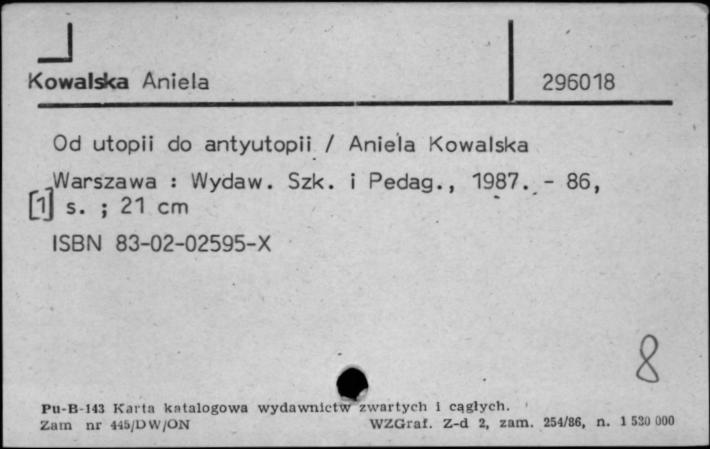 Kowalska Aniela 296018
Od utopii do antyutopii / Aniela Kowalska
Warszawa : Wydaw. Szk. i Pedag., 1987. - 86,
[1] s. ; 21 cm
ISBN 83-02-02595-X
8
Pu-B-143 Karta katalogowa wydawnictw zwartych i cągłych.
Zam nr 445/DW/ON WZGraf. Z-d 2, zam. 254/86, n. 1 530 000